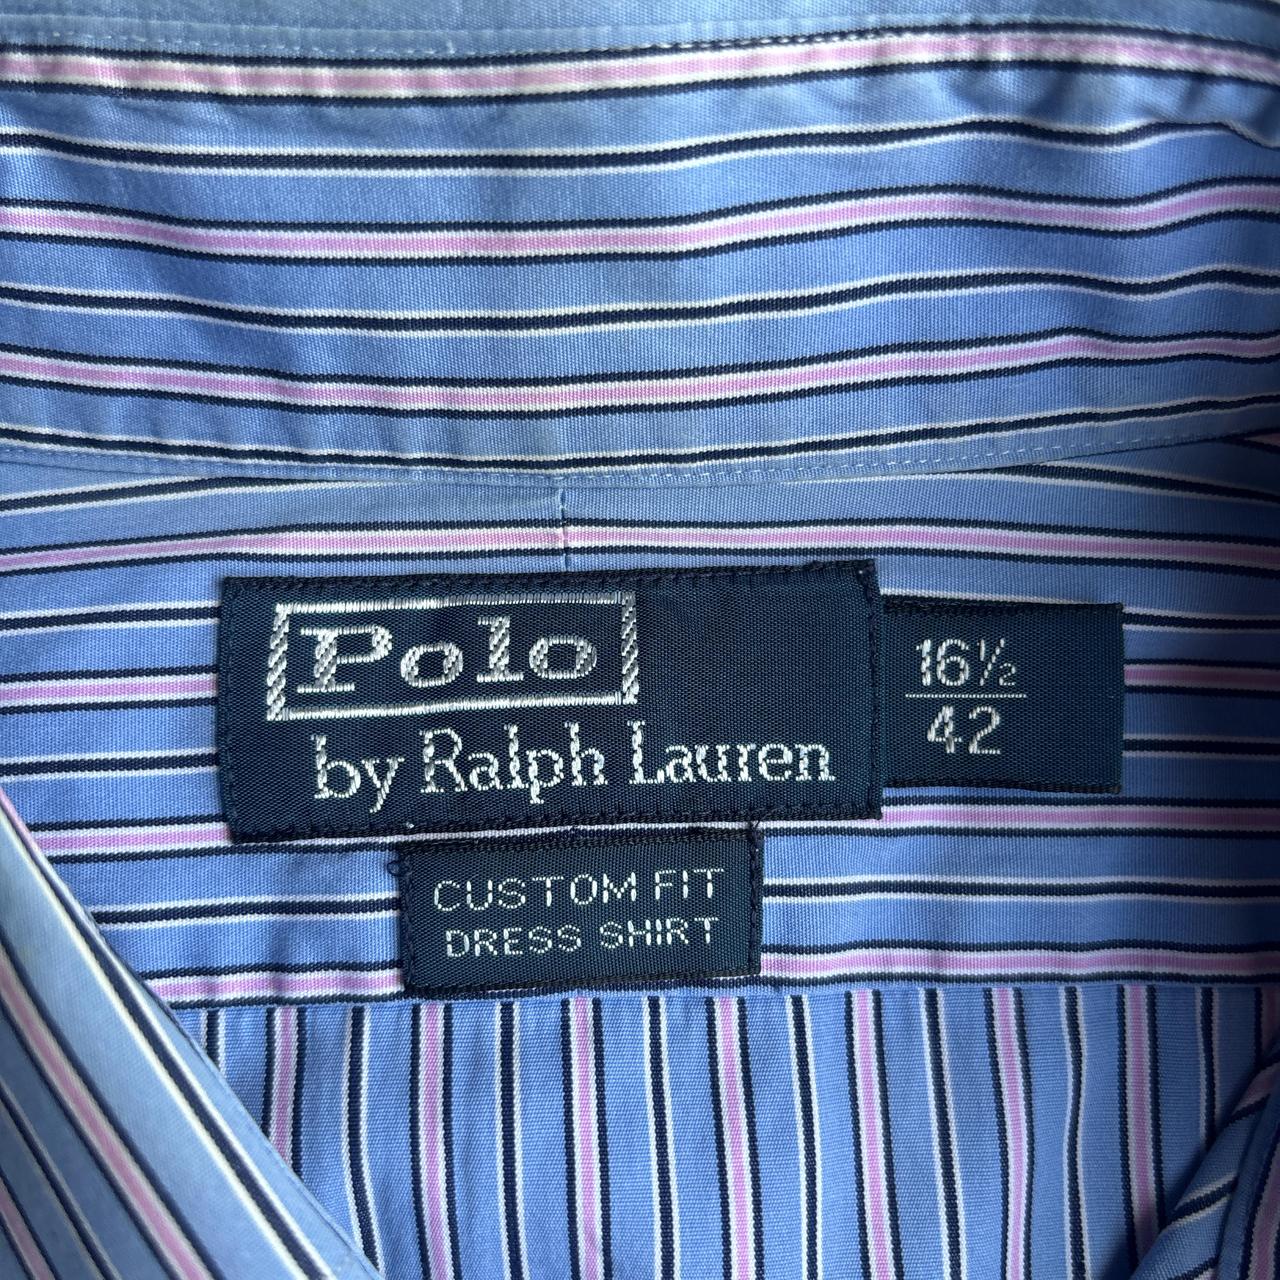 Polo
by Ralph Lauren
16½
42
CUSTOM FIT
DRESS SHIRT